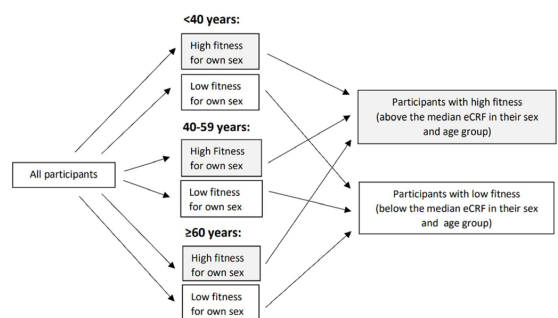 <40 years:
High fitness
for own sex
Low fitness
for own sex
40-59 years:
High Fitness
for own sex
Low fitness
for own sex
≥60 years:
High fitness
for own sex
Low fitness
for own sex
All participants
Participants with high fitness
(above the median eCRF in their sex
and age group)
Participants with low fitness
(below the median eCRF in their sex
and age group)